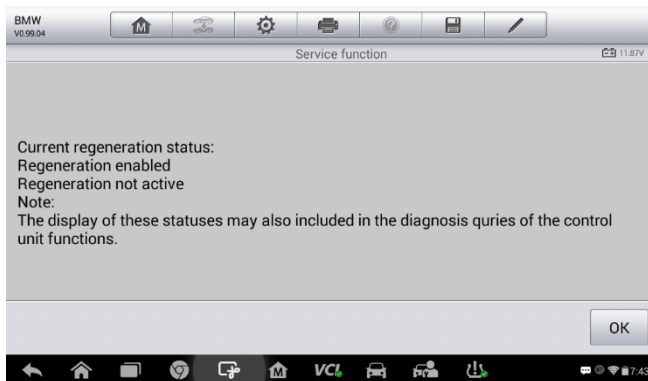 BMW
V0.99.04
M
Service function
11.87V
Current regeneration status:
Regeneration enabled
Regeneration not active
Note:
The display of these statuses may also included in the diagnosis quries of the control
unit functions.
OK
M
VCI
7:43